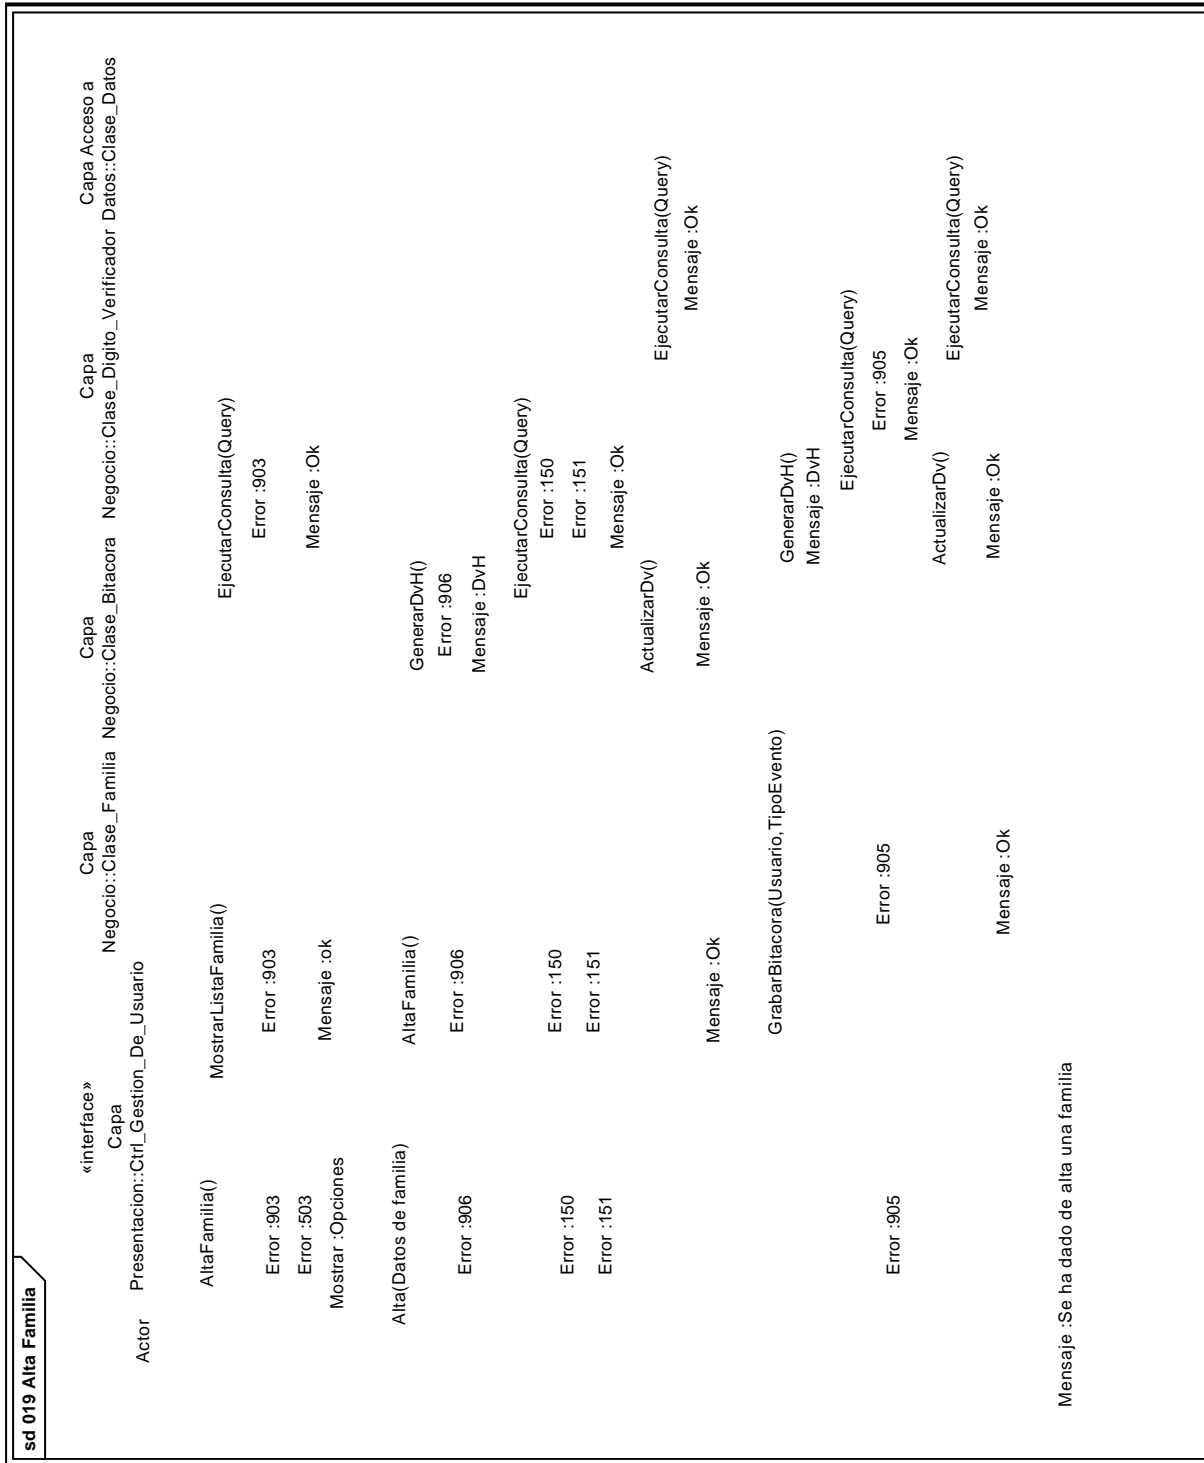 sd 019 Alta Familia
Actor
«interface»
Capa
Presentacion::Ctrl_Gestion_De_Usuario
Capa
Negocio::Clase_Familia
Capa
Negocio::Clase_Bitacora
Capa
Negocio::Clase_Digito_Verificador
Capa Acceso a
Datos::Clase_Datos
AltaFamilia()
MostrarListaFamilia()
EjecutarConsulta(Query)
Error :903
Error :903
Error :903
Error :503
Mensaje :Ok
Mensaje :ok
Mostrar :Opciones
Alta(Datos de familia)
AltaFamilia()
GenerarDvH()
Error :906
Error :906
Error :906
Mensaje :DvH
EjecutarConsulta(Query)
Error :150
Error :150
Error :150
Error :151
Error :151
Error :151
Mensaje :Ok
ActualizarDv()
EjecutarConsulta(Query)
Mensaje :Ok
Mensaje :Ok
Mensaje :Ok
GrabarBitacora(Usuario,TipoEvento)
GenerarDvH()
Mensaje :DvH
EjecutarConsulta(Query)
Error :905
Error :905
Error :905
Mensaje :Ok
ActualizarDv()
EjecutarConsulta(Query)
Mensaje :Ok
Mensaje :Ok
Mensaje :Ok
Mensaje :Se ha dado de alta una familia